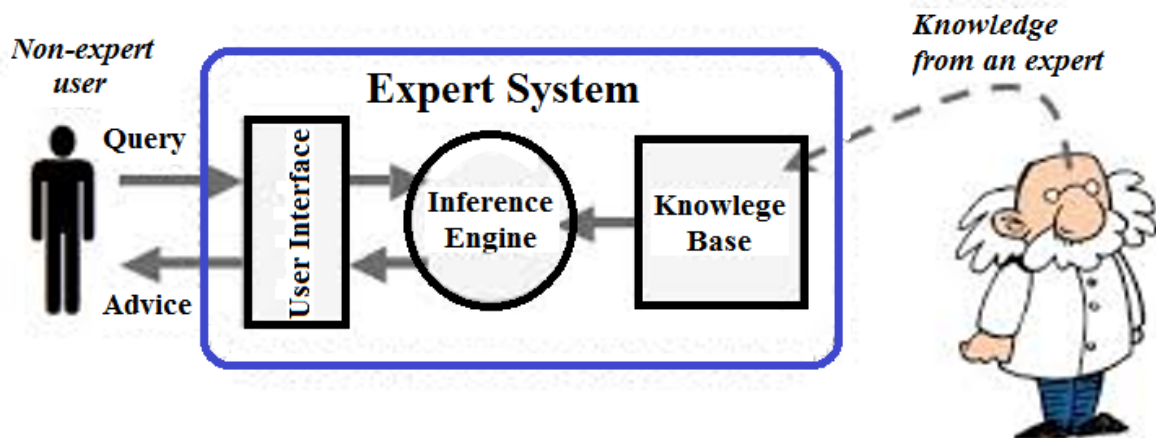 Non-expert
user
Knowledge
from an expert
Expert System
Query
Advice
User Interface
Inference
Engine
Knowlege
Base